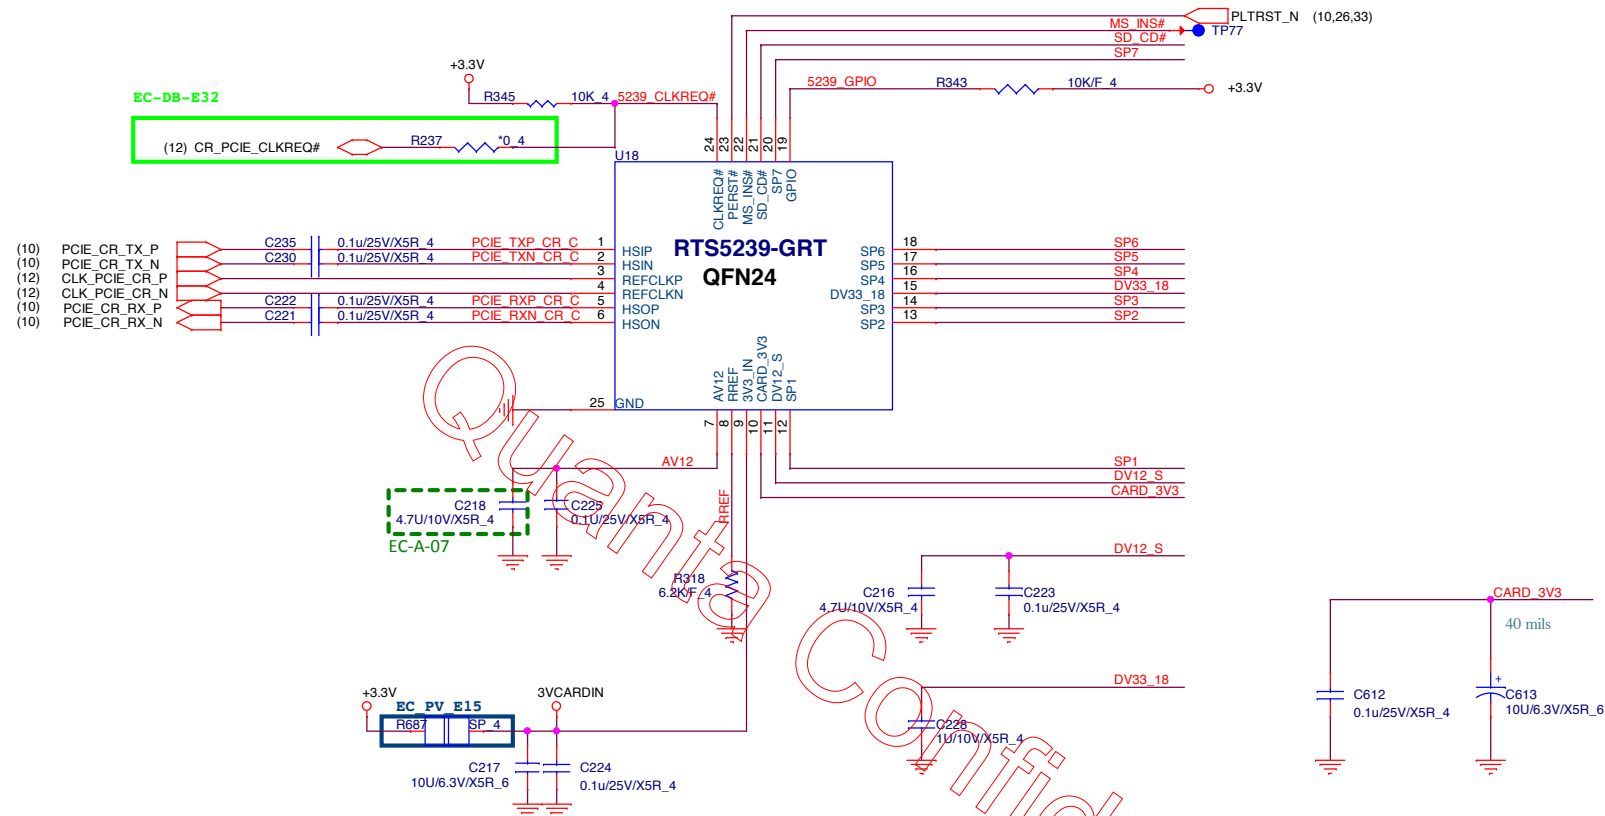 PLTRST_N (10,26,33)
MS_INS#
TP77
SD_CD#
SP7
+3.3V
5239_GPIO R343 10K/F_4 +3.3V
EC-DB-E32
R345 10K_4 5239_CLKREQ#
(12) CR_PCIE_CLKREQ# R237 *0_4
24 23 22 21 20 19
U18
CLKREQ# PERST# MS_INS# SD_CD# SP7 GPIO
RTS5239-GRT
QFN24
(10) PCIE_CR_TX_P C235 0.1u/25V/X5R_4 PCIE_TXP_CR_C 1 HSIP
(10) PCIE_CR_TX_N C230 0.1u/25V/X5R_4 PCIE_TXN_CR_C 2 HSIN
(12) CLK_PCIE_CR_P 3 REFCLKP
(12) CLK_PCIE_CR_N 4 REFCLKN
(10) PCIE_CR_RX_P C222 0.1u/25V/X5R_4 PCIE_RXP_CR_C 5 HSOP
(10) PCIE_CR_RX_N C221 0.1u/25V/X5R_4 PCIE_RXN_CR_C 6 HSON
SP6 18 SP6
SP5 17 SP5
SP4 16 SP4
DV33_18 15 DV33_18
SP3 14 SP3
SP2 13 SP2
AV12 RREF 3V3_IN CARD_3V3 DV12_S SP1
25 GND
7 8 9 10 11 12
AV12
SP1
DV12_S
CARD_3V3
RREF
C218
4.7U/10V/X5R_4
C225
0.1U/25V/X5R_4
EC-A-07
R318
6.2K/F_4
DV12_S
C216
4.7U/10V/X5R_4
C223
0.1u/25V/X5R_4
CARD_3V3
40 mils
C612
0.1u/25V/X5R_4
+
C613
10U/6.3V/X5R_6
DV33_18
C228
1U/10V/X5R_4
+3.3V 3VCARDIN
EC_PV_E15
R687 SP_4
C217
10U/6.3V/X5R_6
C224
0.1u/25V/X5R_4
Quanta Confid